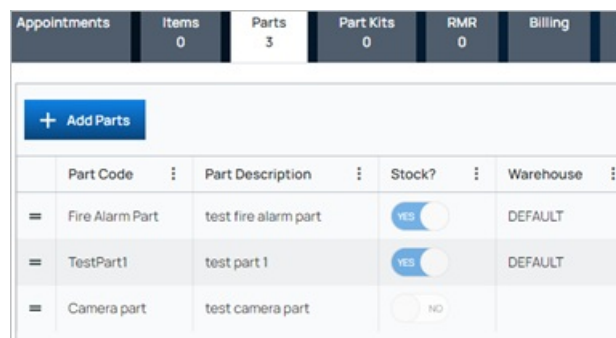 Appointments Items Parts Part Kits RMR Billing
0 3 0 0
+ Add Parts
Part Code Part Description Stock? Warehouse
Fire Alarm Part test fire alarm part YES DEFAULT
TestPart1 test part 1 YES DEFAULT
Camera part test camera part NO